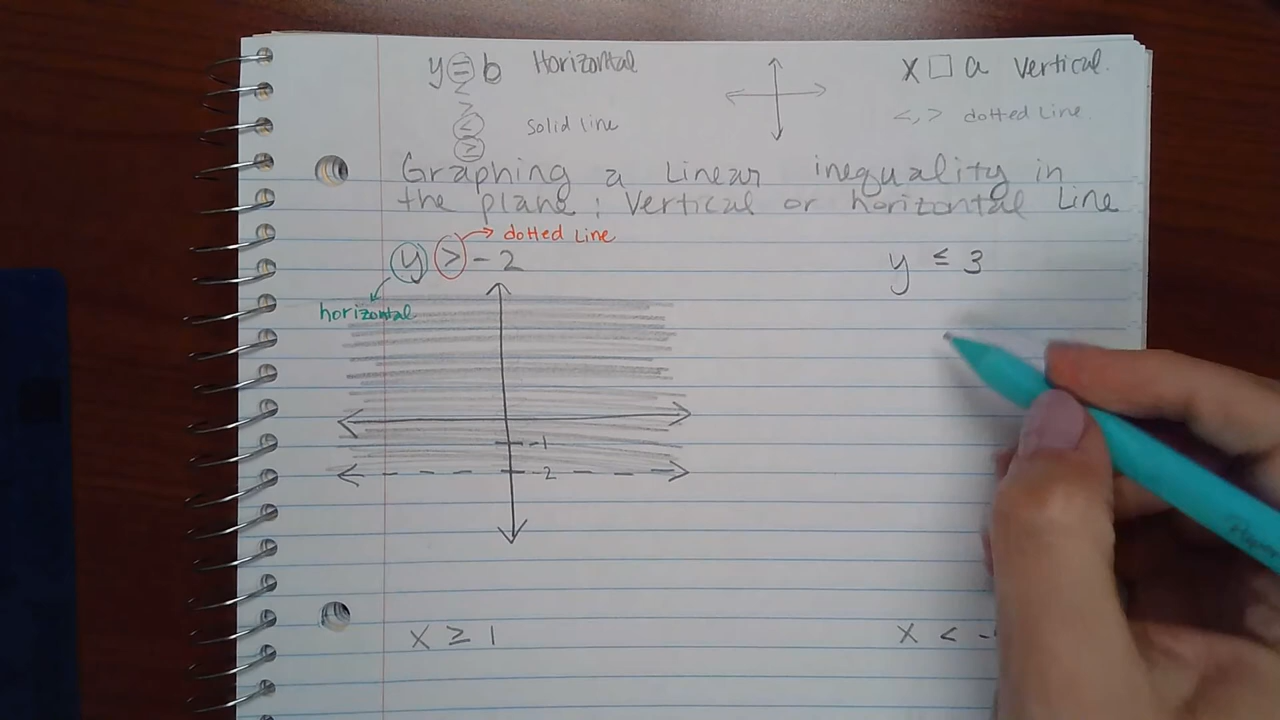 y = b Horizontal
<
>
≤ Solid line
≥
X □ a Vertical.
<, > dotted Line.
Graphing a Linear inequality in
the plane: Vertical or horizontal Line
y > - 2
dotted Line
horizontal
-1
-2
y ≤ 3
X ≥ 1
X < -